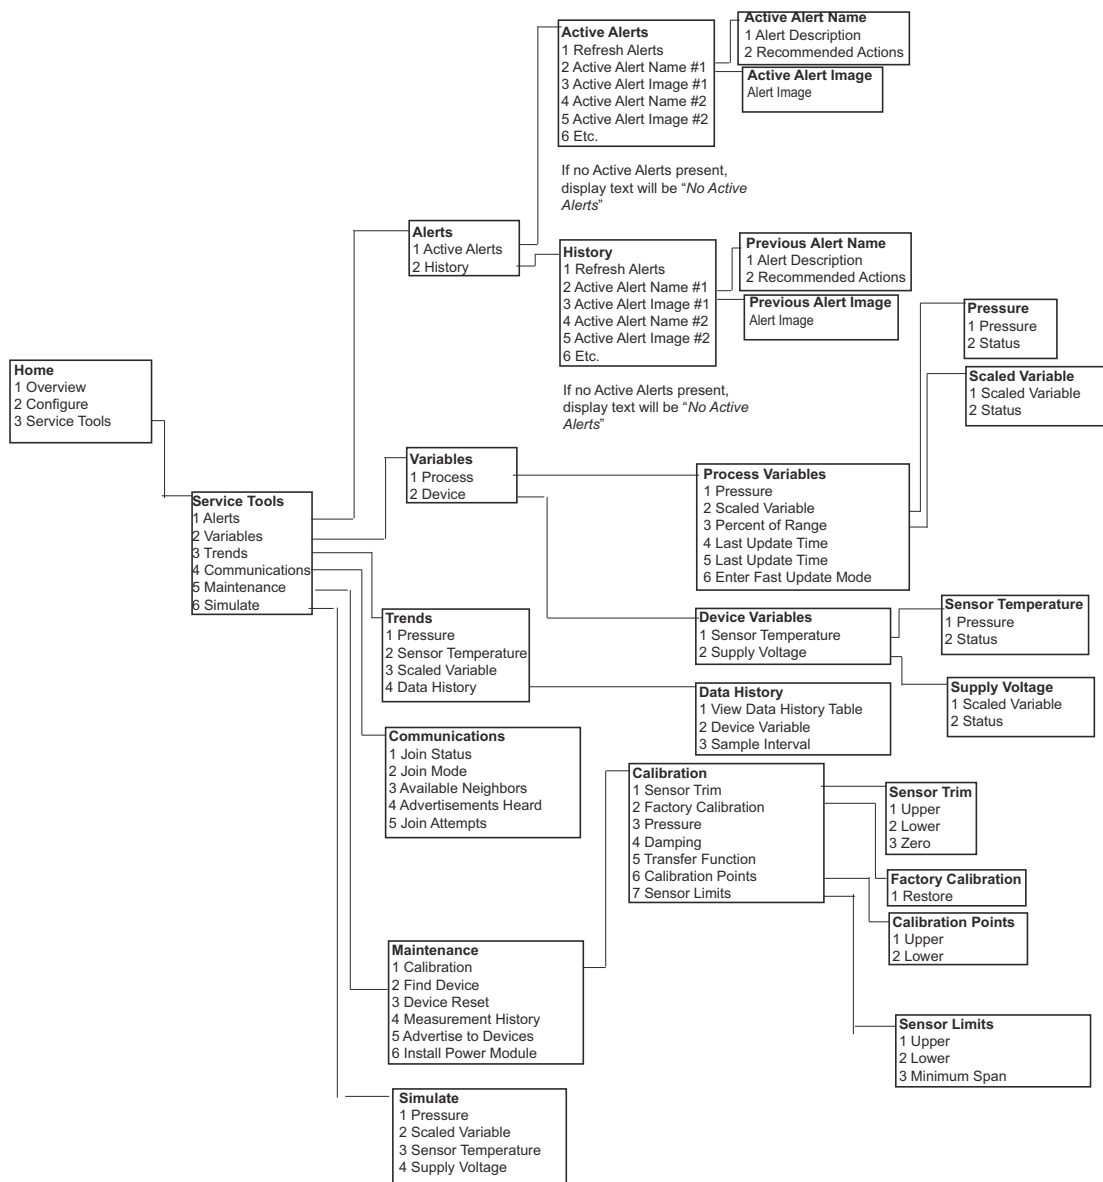 Home
1 Overview
2 Configure
3 Service Tools
Service Tools
1 Alerts
2 Variables
3 Trends
4 Communications
5 Maintenance
6 Simulate
Alerts
1 Active Alerts
2 History
Active Alerts
1 Refresh Alerts
2 Active Alert Name #1
3 Active Alert Image #1
4 Active Alert Name #2
5 Active Alert Image #2
6 Etc.
If no Active Alerts present,
display text will be “No Active
Alerts”
Active Alert Name
1 Alert Description
2 Recommended Actions
Active Alert Image
Alert Image
History
1 Refresh Alerts
2 Active Alert Name #1
3 Active Alert Image #1
4 Active Alert Name #2
5 Active Alert Image #2
6 Etc.
If no Active Alerts present,
display text will be “No Active
Alerts”
Previous Alert Name
1 Alert Description
2 Recommended Actions
Previous Alert Image
Alert Image
Variables
1 Process
2 Device
Process Variables
1 Pressure
2 Scaled Variable
3 Percent of Range
4 Last Update Time
5 Last Update Time
6 Enter Fast Update Mode
Pressure
1 Pressure
2 Status
Scaled Variable
1 Scaled Variable
2 Status
Device Variables
1 Sensor Temperature
2 Supply Voltage
Sensor Temperature
1 Pressure
2 Status
Supply Voltage
1 Scaled Variable
2 Status
Trends
1 Pressure
2 Sensor Temperature
3 Scaled Variable
4 Data History
Data History
1 View Data History Table
2 Device Variable
3 Sample Interval
Communications
1 Join Status
2 Join Mode
3 Available Neighbors
4 Advertisements Heard
5 Join Attempts
Maintenance
1 Calibration
2 Find Device
3 Device Reset
4 Measurement History
5 Advertise to Devices
6 Install Power Module
Calibration
1 Sensor Trim
2 Factory Calibration
3 Pressure
4 Damping
5 Transfer Function
6 Calibration Points
7 Sensor Limits
Sensor Trim
1 Upper
2 Lower
3 Zero
Factory Calibration
1 Restore
Calibration Points
1 Upper
2 Lower
Sensor Limits
1 Upper
2 Lower
3 Minimum Span
Simulate
1 Pressure
2 Scaled Variable
3 Sensor Temperature
4 Supply Voltage